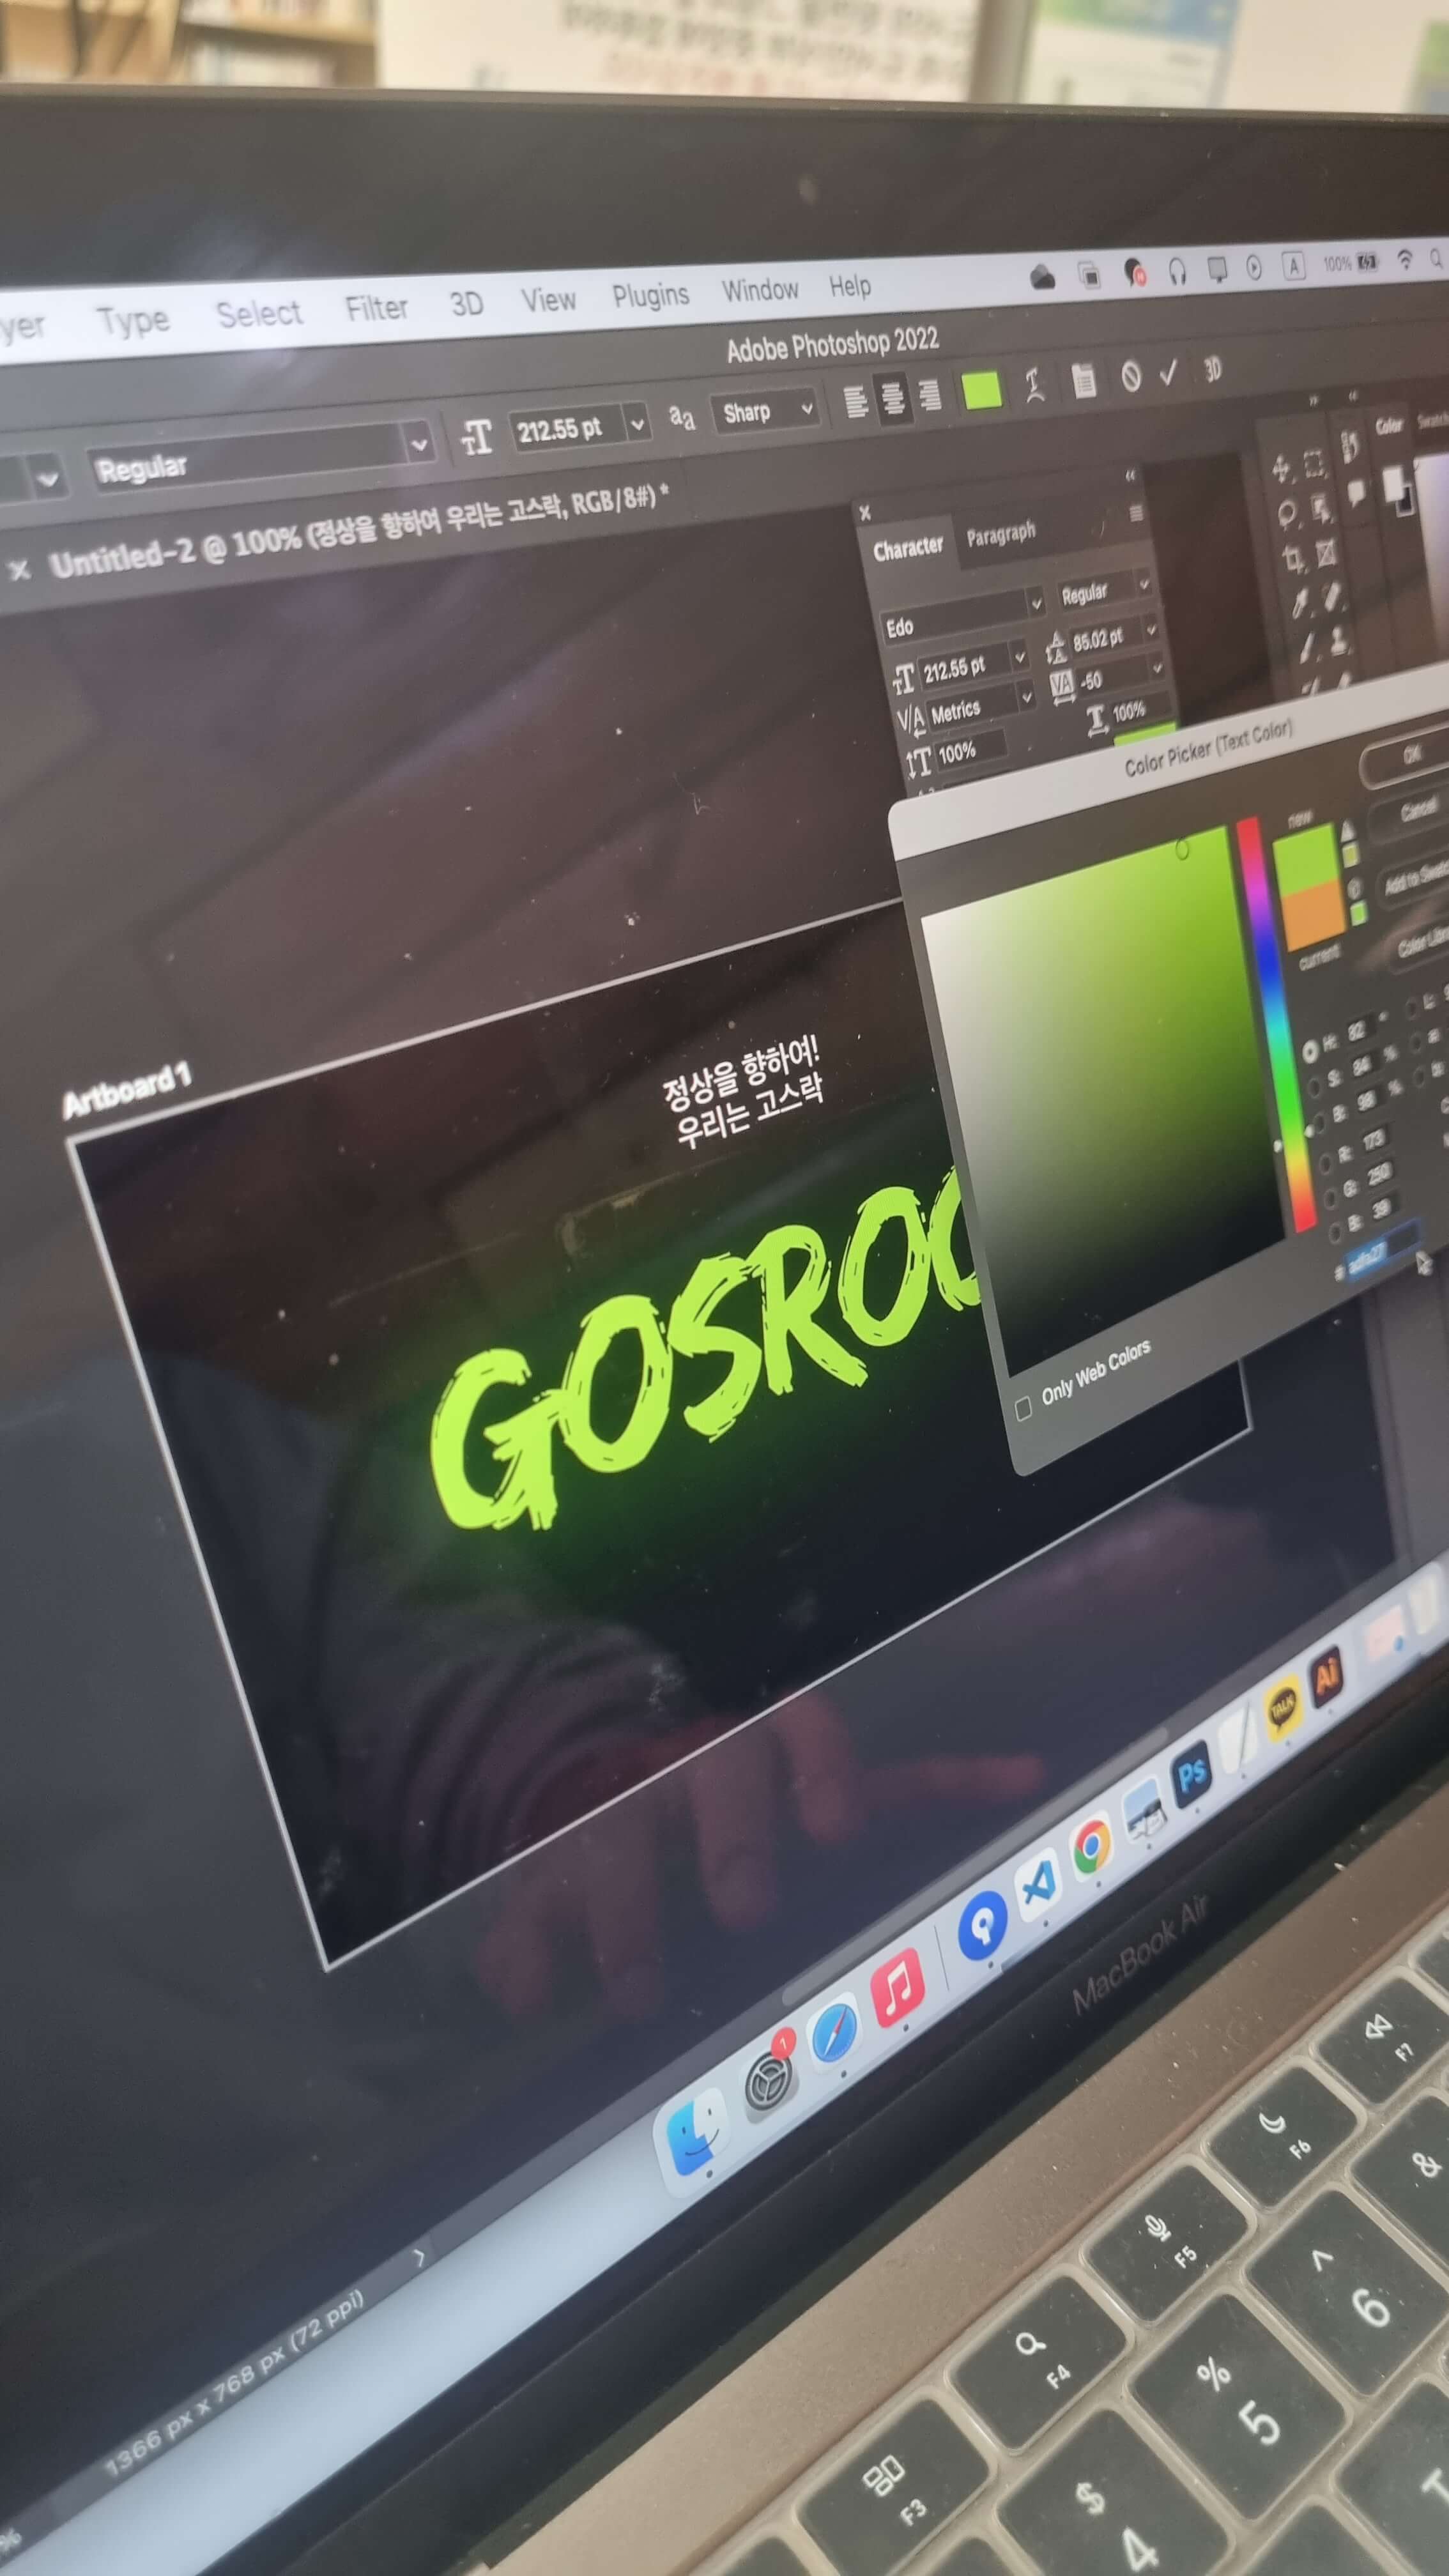 Type Select Filter 3D View Plugins Window Help
A 100%
Adobe Photoshop 2022
Regular 212.55 pt aa Sharp 3D
Untitled-2 @ 100% (정상을 향하여 우리는 고스락, RGB/8#) *
Color
Character Paragraph
Edo Regular
212.55 pt 85.02 pt
Metrics -50
100% 100%
Color Picker (Text Color)
OK
new
Cancel
Add to
current
Color
H: 82 °
S: 84 %
B: 98 %
R: 173
G: 250
B: 39
# adfa27
Only Web Colors
Artboard 1
정상을 향하여!
우리는 고스락
GOSROC
1366 px x 768 px (72 ppi)
1
Ps
TALK
Ai
MacBook Air
F3
F4
F5
F6
F7
$
4
%
5
^
6
&
T